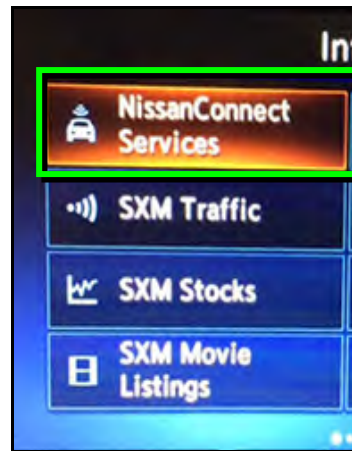 NissanConnect
Services
SXM Traffic
SXM Stocks
SXM Movie
Listings